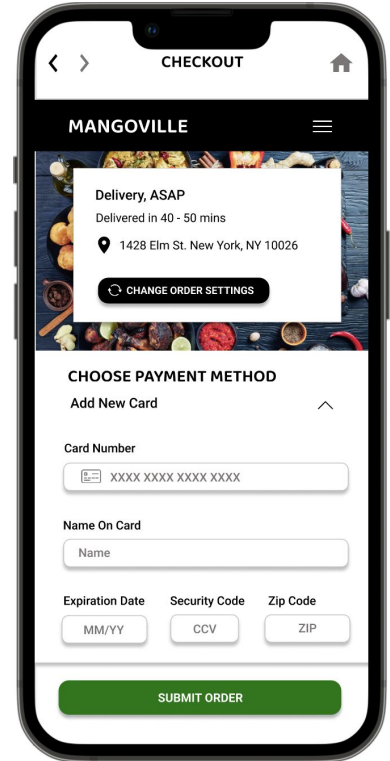 CHECKOUT
MANGOVILLE
Delivery, ASAP
Delivered in 40 - 50 mins
1428 Elm St. New York, NY 10026
CHANGE ORDER SETTINGS
CHOOSE PAYMENT METHOD
Add New Card
Card Number
XXXX XXXX XXXX XXXX
Name On Card
Name
Expiration Date Security Code Zip Code
MM/YY CCV ZIP
SUBMIT ORDER